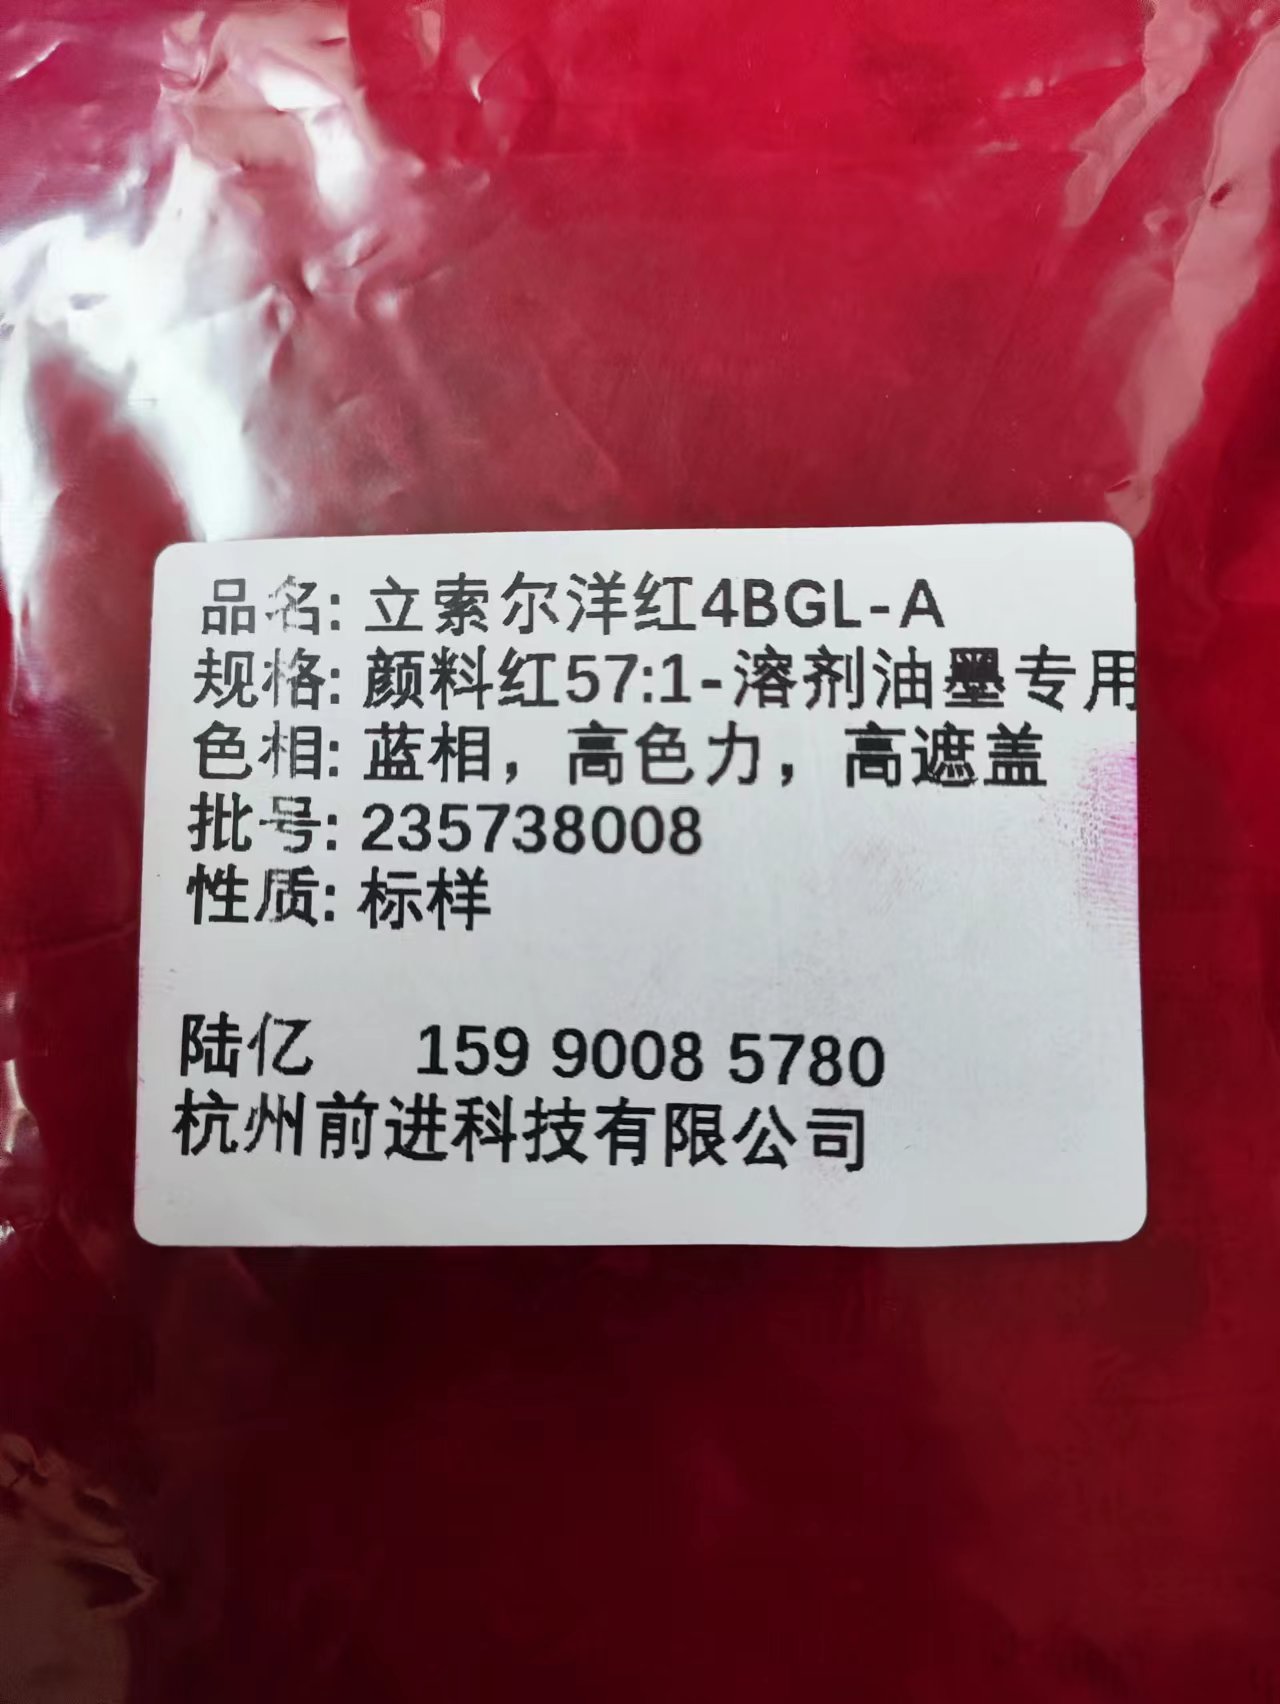 品名: 立索尔洋红4BGL-A
规格: 颜料红57:1-溶剂油墨专用
色相: 蓝相，高色力，高遮盖
批号: 235738008
性质: 标样
陆亿 159 9008 5780
杭州前进科技有限公司